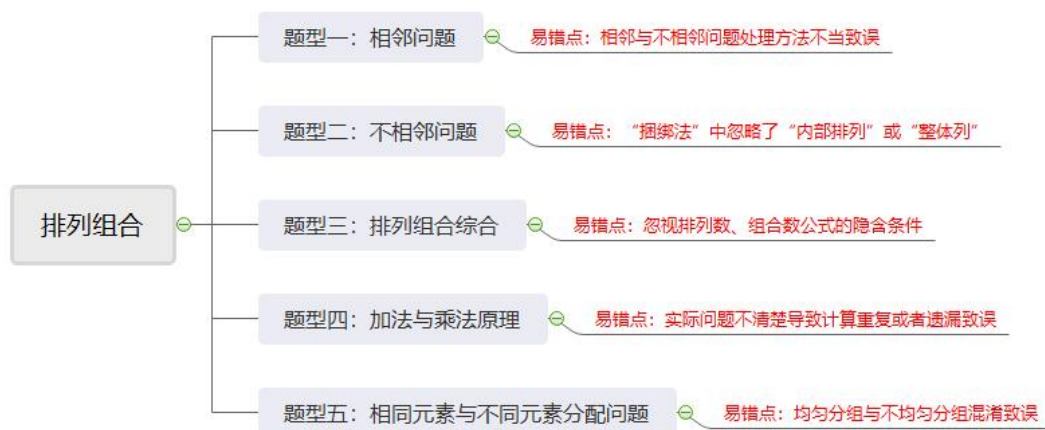 题型一：相邻问题
易错点：相邻与不相邻问题处理方法不当致误
题型二：不相邻问题
易错点：“捆绑法”中忽略了“内部排列”或“整体列”
排列组合
题型三：排列组合综合
易错点：忽视排列数、组合数公式的隐含条件
题型四：加法与乘法原理
易错点：实际问题不清楚导致计算重复或者遗漏致误
题型五：相同元素与不同元素分配问题
易错点：均匀分组与不均匀分组混淆致误